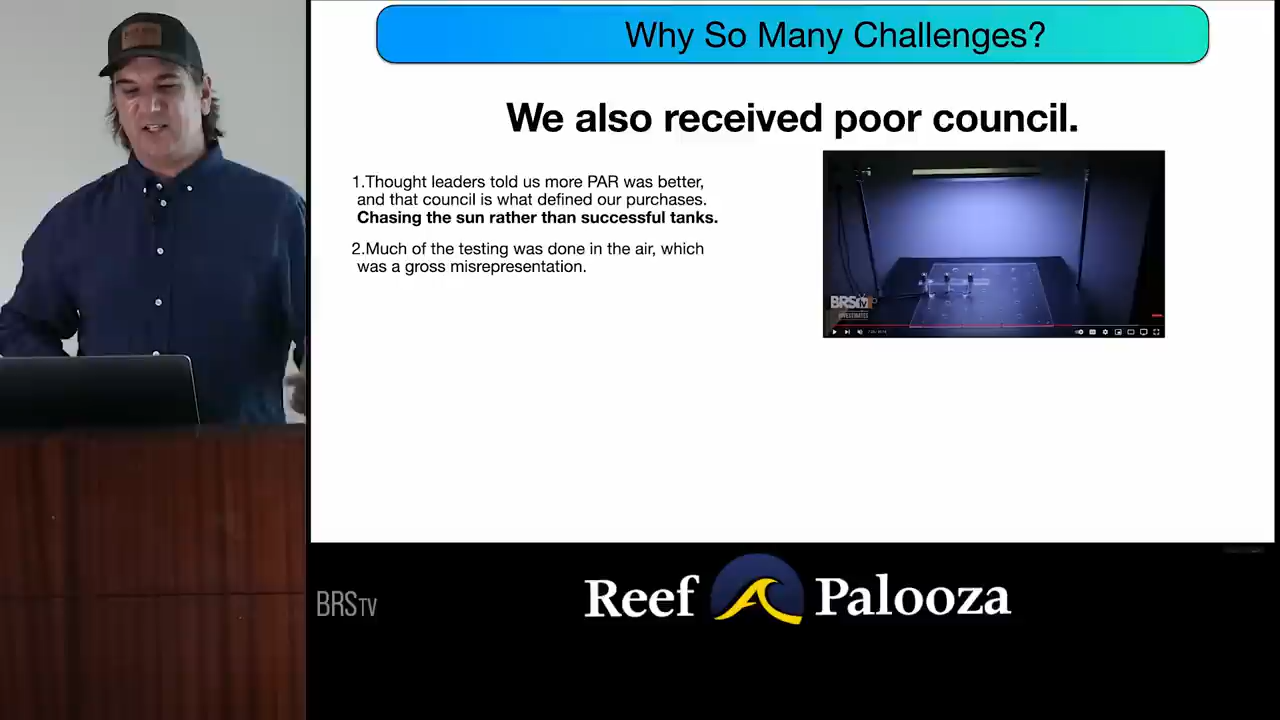 Why So Many Challenges?
We also received poor council.
1.Thought leaders told us more PAR was better,
and that council is what defined our purchases.
Chasing the sun rather than successful tanks.
2.Much of the testing was done in the air, which
was a gross misrepresentation.
BRStv
INVESTIGATES
BRSTV
Reef Palooza